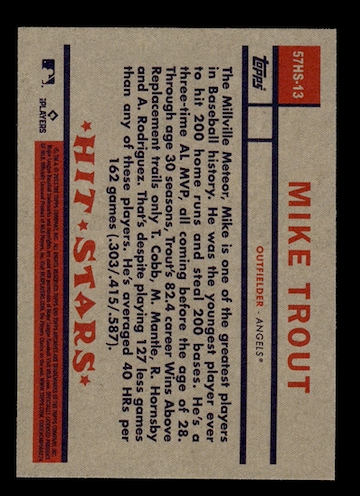 57HS-13
Topps
MIKE TROUT
OUTFIELDER - ANGELS®
The Millville Meteor, Mike is one of the greatest players
in Baseball history. He was the youngest player ever
to hit 200 home runs and steal 200 bases. He's a
three-time AL MVP, all coming before the age of 28.
Through age 30 seasons, Trout's 82.4 career Wins Above
Replacement trails only T. Cobb, M. Mantle, R. Hornsby
and A. Rodriguez. That's despite playing 127 less games
than any of these players. He's averaged 40 HRs per
162 games (.303/.415/.587).
HIT★STARS★
PLAYERS